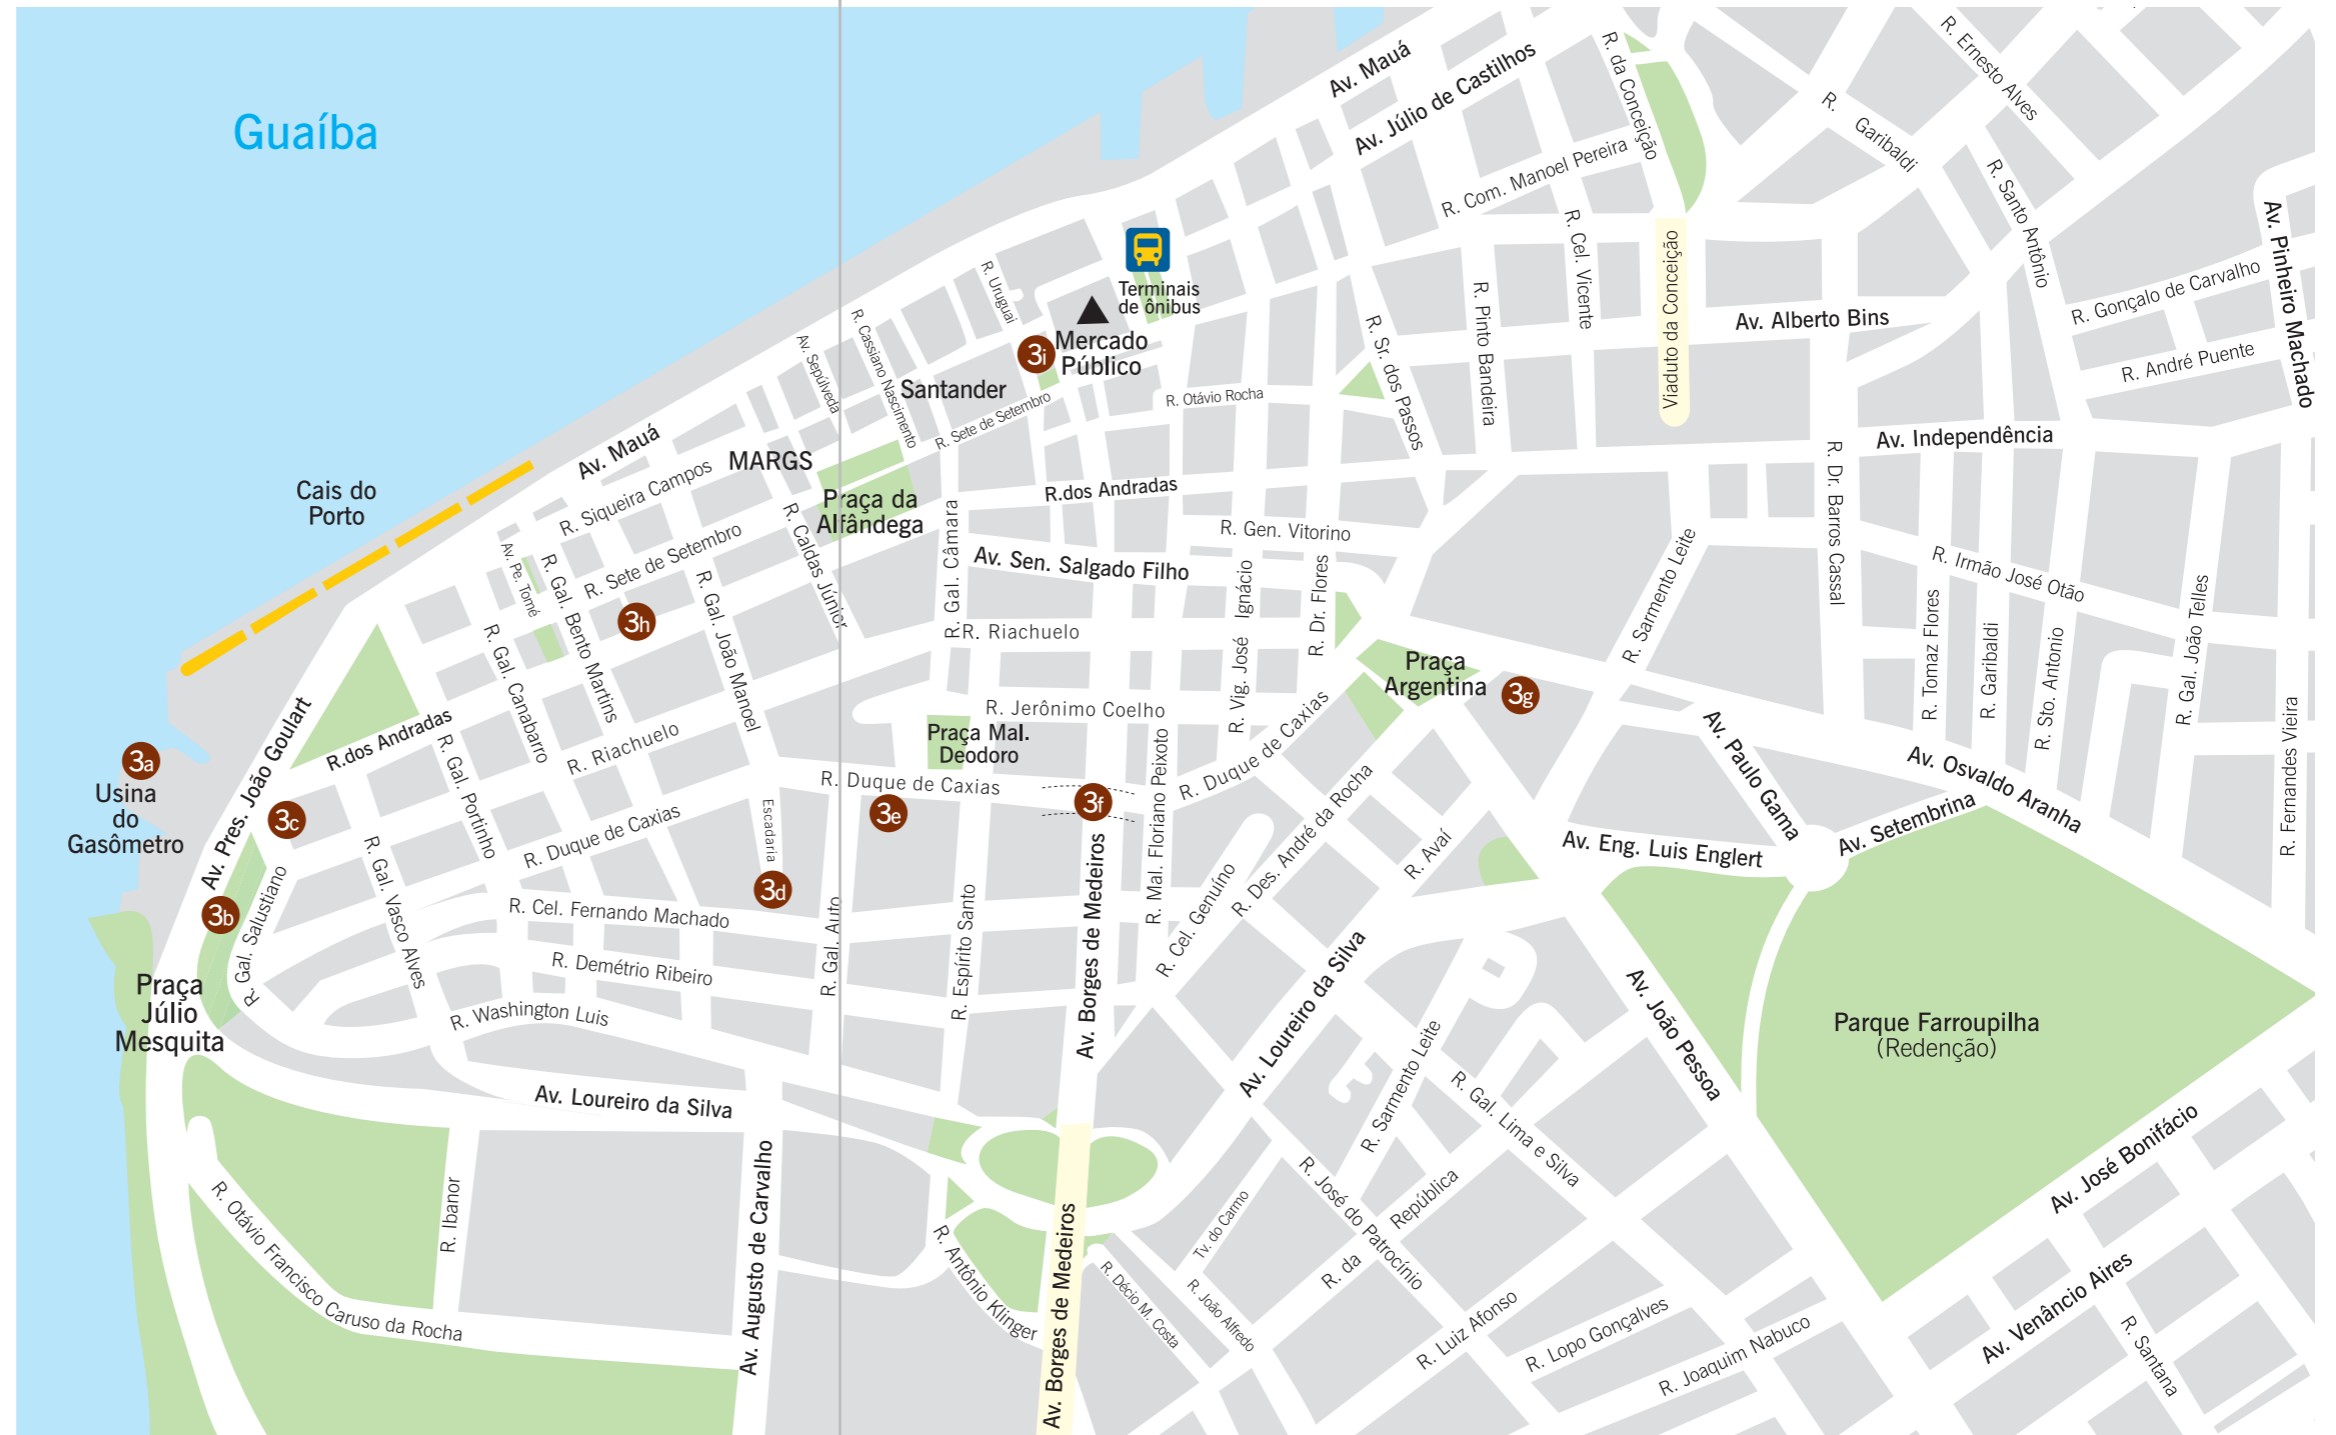 Guaíba
Av. Mauá
Av. Júlio de Castilhos
R. da Conceição
R. Com. Manoel Pereira
R. Garibaldi
R. Ernesto Alves
R. Santo Antônio
Av. Pinheiro Machado
R. Gonçalo de Carvalho
R. André Puente
R. Cel. Vicente
R. Pinto Bandeira
Viaduto da Conceição
Av. Alberto Bins
R. Sr. dos Passos
Terminais
de ônibus
Mercado
Público
3i
R. Uruguai
R. Cassiano Nascimento
Av. Sepúlveda
Santander
R. Sete de Setembro
R. Otávio Rocha
Av. Independência
Av. Mauá
MARGS
R. Siqueira Campos
Praça da
Alfândega
R.dos Andradas
Cais do
Porto
R. Gen. Vitorino
R. Caldas Júnior
R. Gal. Câmara
Av. Sen. Salgado Filho
R. Sete de Setembro
Av. Pe. Tomé
R. Gal. Bento Martins
3h
R. Gal. João Manoel
R. Gal. Canabarro
R. Riachuelo
R. Vig. José Ignácio
R. Dr. Flores
R. Sarmento Leite
R. Dr. Barros Cassal
R. Irmão José Otão
R. Tomaz Flores
R. Garibaldi
R. Sto. Antonio
R. Gal. João Telles
R. Fernandes Vieira
Praça
Argentina
3g
R. Jerônimo Coelho
Praça Mal.
Deodoro
Av. Pres. João Goulart
R.dos Andradas
R. Riachuelo
R. Gal. Portinho
3a
Usina
do
Gasômetro
3c
R. Duque de Caxias
R. Duque de Caxias
R. Duque de Caxias
3e
3f
R. Mal. Floriano Peixoto
R. Des. André da Rocha
Av. Paulo Gama
Av. Osvaldo Aranha
Av. Setembrina
Av. Eng. Luis Englert
R. Avaí
R. Cel. Genuíno
Escadaria
3d
R. Gal. Vasco Alves
R. Gal. Salustiano
3b
R. Cel. Fernando Machado
R. Gal. Auto
R. Espírito Santo
Av. Borges de Medeiros
R. Demétrio Ribeiro
R. Washington Luis
Praça
Júlio
Mesquita
Av. Loureiro da Silva
Av. Loureiro da Silva
Av. João Pessoa
Parque Farroupilha
(Redenção)
R. Sarmento Leite
R. Gal. Lima e Silva
Av. José Bonifácio
Av. Augusto de Carvalho
R. Ibanor
R. Otávio Francisco Caruso da Rocha
R. Antônio Klinger
Av. Borges de Medeiros
R. Décio M. Costa
R. João Alfredo
Tv. do Carmo
R. José do Patrocínio
R. da República
R. Luiz Afonso
R. Lopo Gonçalves
R. Joaquim Nabuco
Av. Venâncio Aires
R. Santana